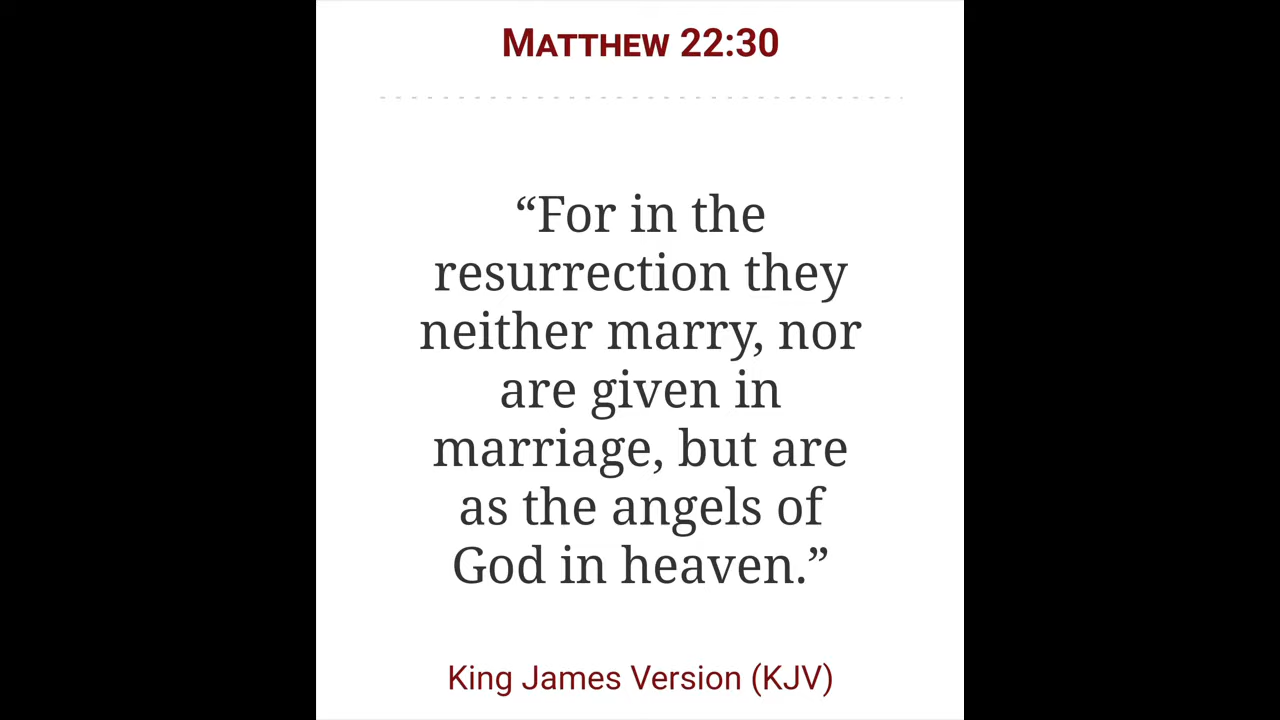 MATTHEW 22:30
“For in the
resurrection they
neither marry, nor
are given in
marriage, but are
as the angels of
God in heaven.”
King James Version (KJV)